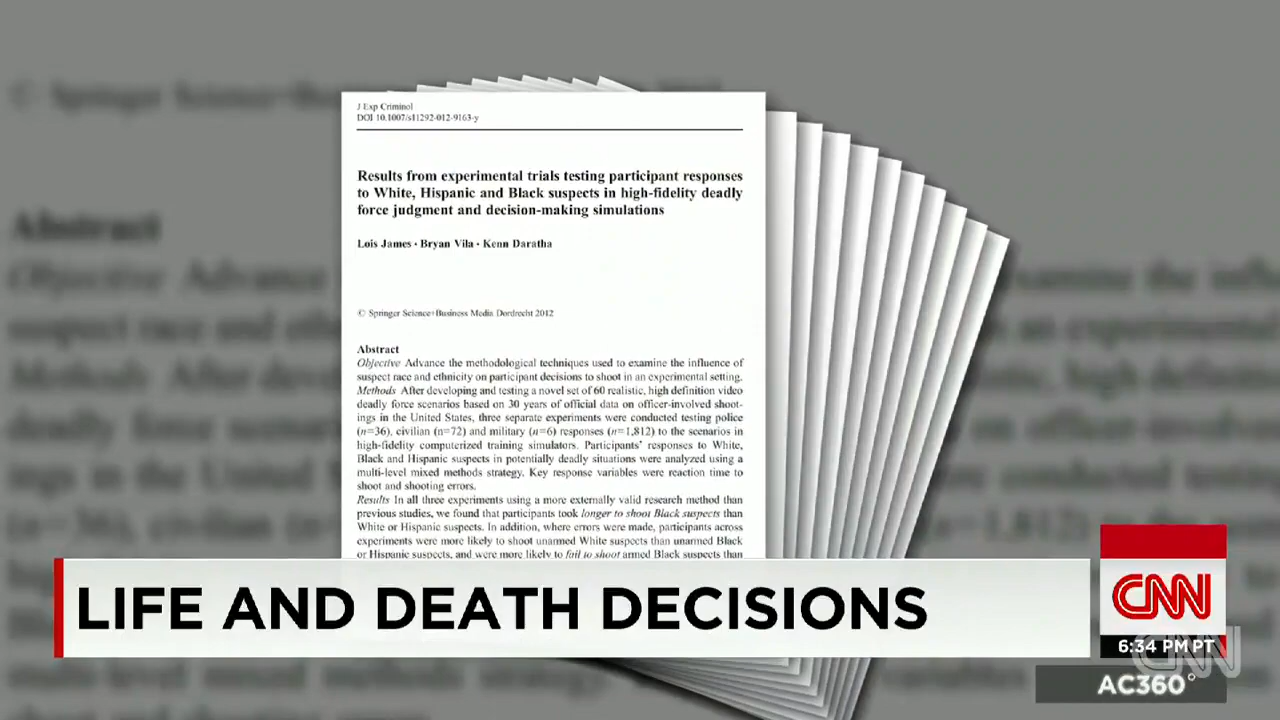 J Exp Criminol
DOI 10.1007/s11292-012-9163-y
Results from experimental trials testing participant responses
to White, Hispanic and Black suspects in high-fidelity deadly
force judgment and decision-making simulations
Lois James · Bryan Vila · Kenn Daratha
© Springer Science+Business Media Dordrecht 2012
Abstract
Objective Advance the methodological techniques used to examine the influence of
suspect race and ethnicity on participant decisions to shoot in an experimental setting.
Methods After developing and testing a novel set of 60 realistic, high definition video
deadly force scenarios based on 30 years of official data on officer-involved shoot-
ings in the United States, three separate experiments were conducted testing police
(n=36), civilian (n=72) and military (n=6) responses (n=1,812) to the scenarios in
high-fidelity computerized training simulators. Participants' responses to White,
Black and Hispanic suspects in potentially deadly situations were analyzed using a
multi-level mixed methods strategy. Key response variables were reaction time to
shoot and shooting errors.
Results In all three experiments using a more externally valid research method than
previous studies, we found that participants took longer to shoot Black suspects than
White or Hispanic suspects. In addition, where errors were made, participants across
experiments were more likely to shoot unarmed White suspects than unarmed Black
or Hispanic suspects, and were more likely to fail to shoot armed Black suspects than
LIFE AND DEATH DECISIONS
CNN
6:34 PM PT
CNN
AC360°